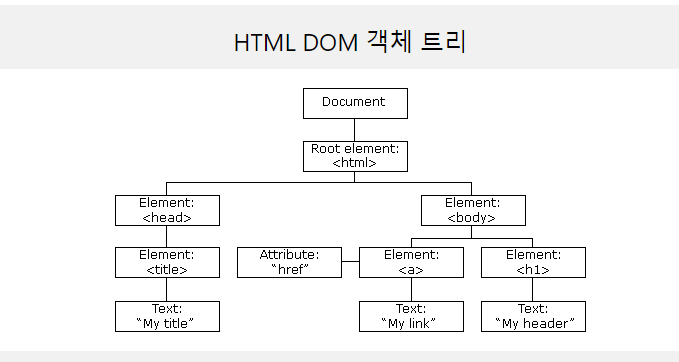 HTML DOM 객체 트리
Document
Root element:
<html>
Element:
<head>
Element:
<body>
Element:
<title>
Attribute:
“href”
Element:
<a>
Element:
<h1>
Text:
“My title”
Text:
“My link”
Text:
“My header”